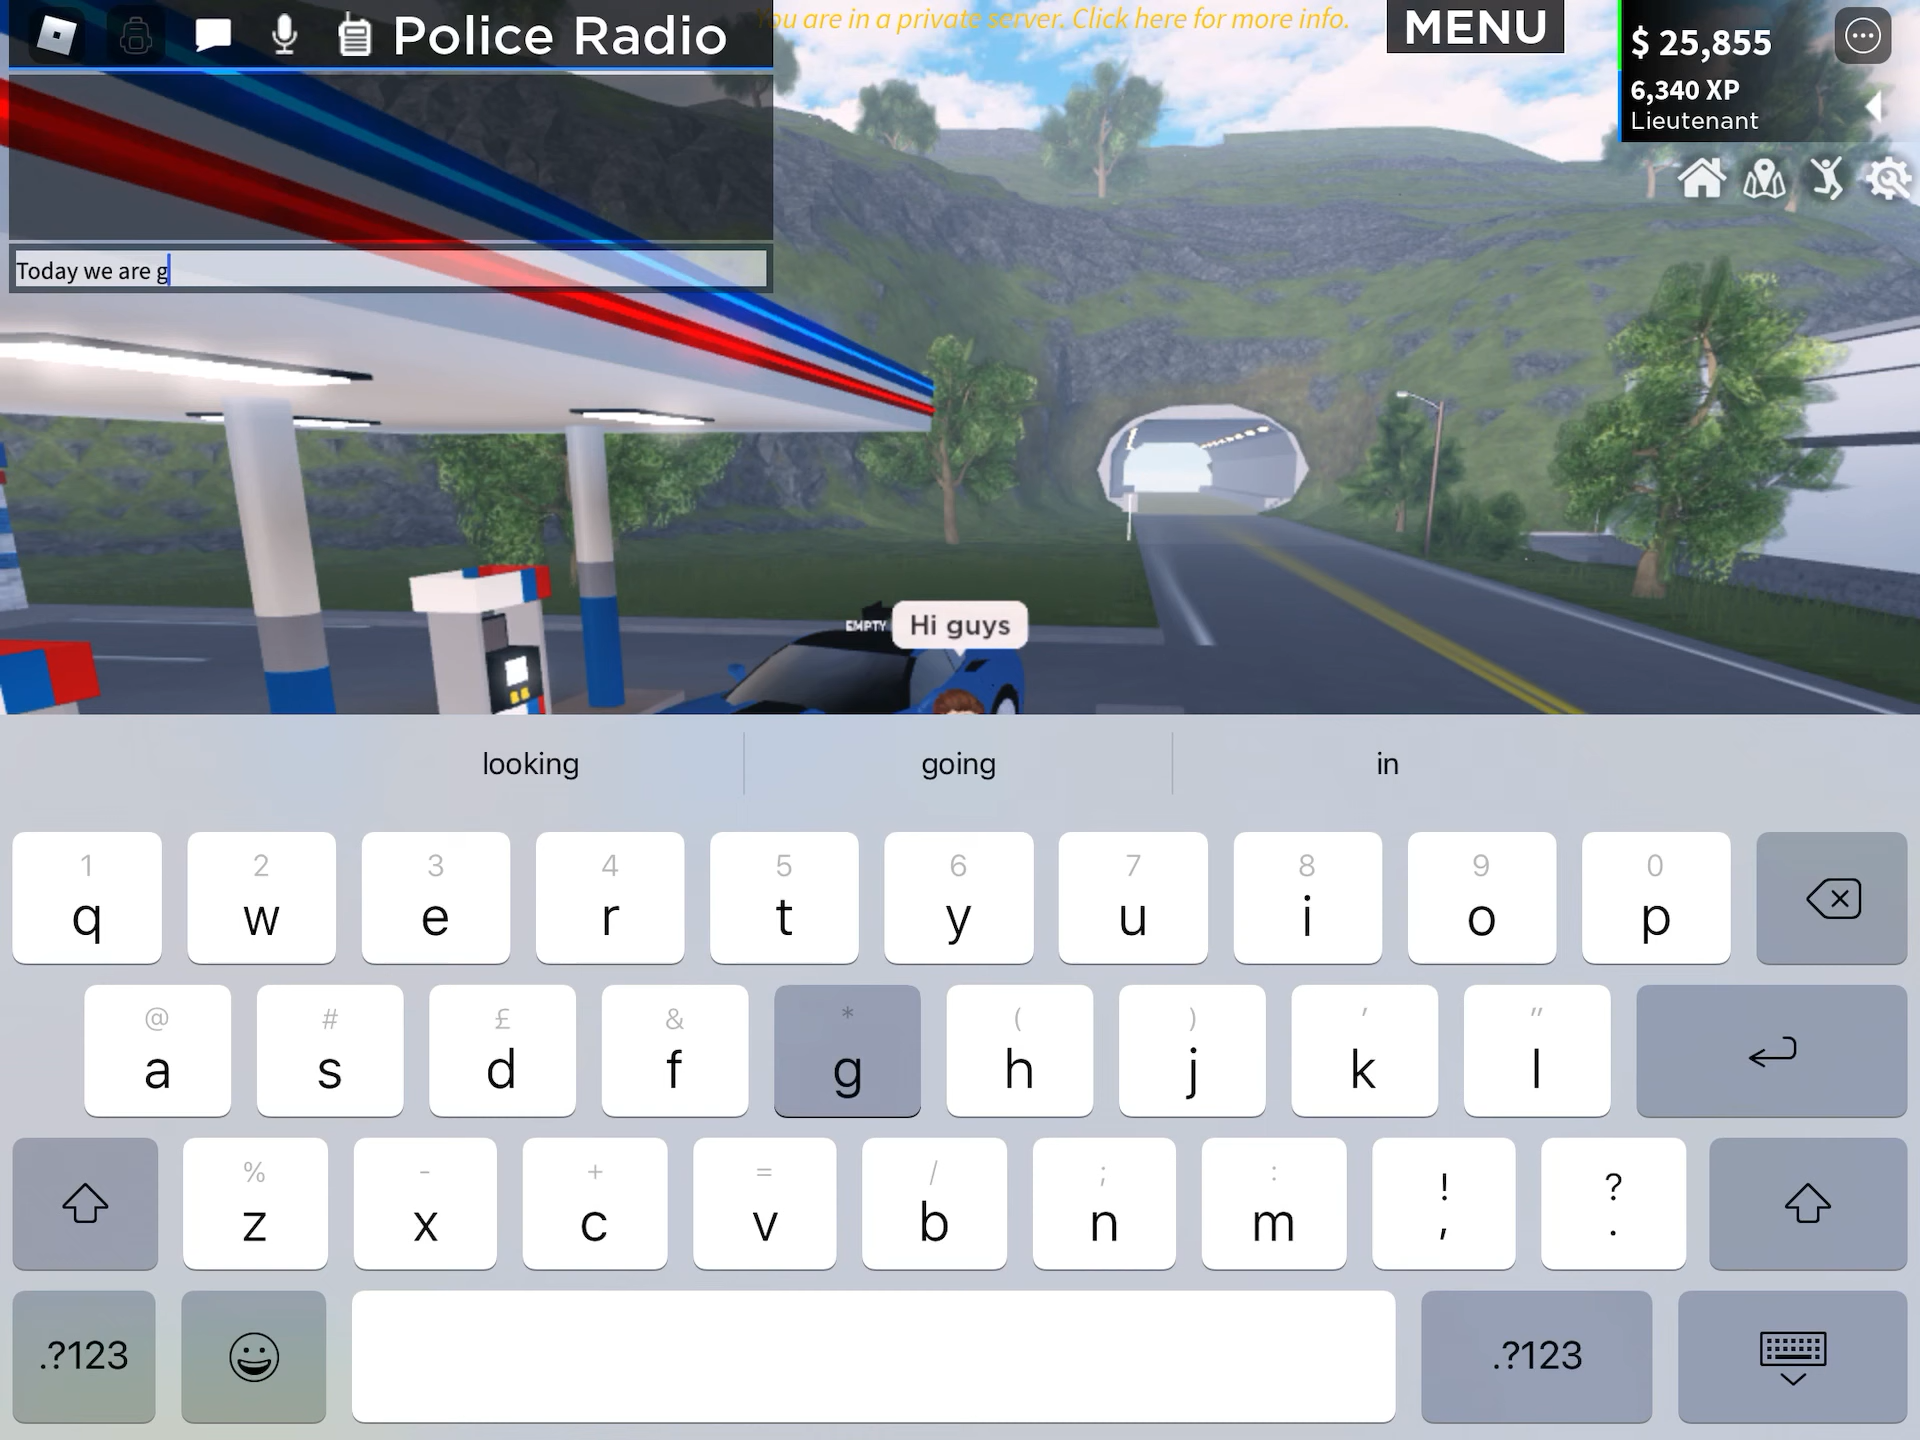 Police Radio
You are in a private server. Click here for more info.
MENU
$ 25,855
6,340 XP
Lieutenant
Today we are g
EMPTY
Hi guys
looking going in
1 2 3 4 5 6 7 8 9 0
q w e r t y u i o p
@ # £ & * ( ) ' "
a s d f g h j k l
% - + = / ; : ! ?
z x c v b n m , .
.?123 .?123